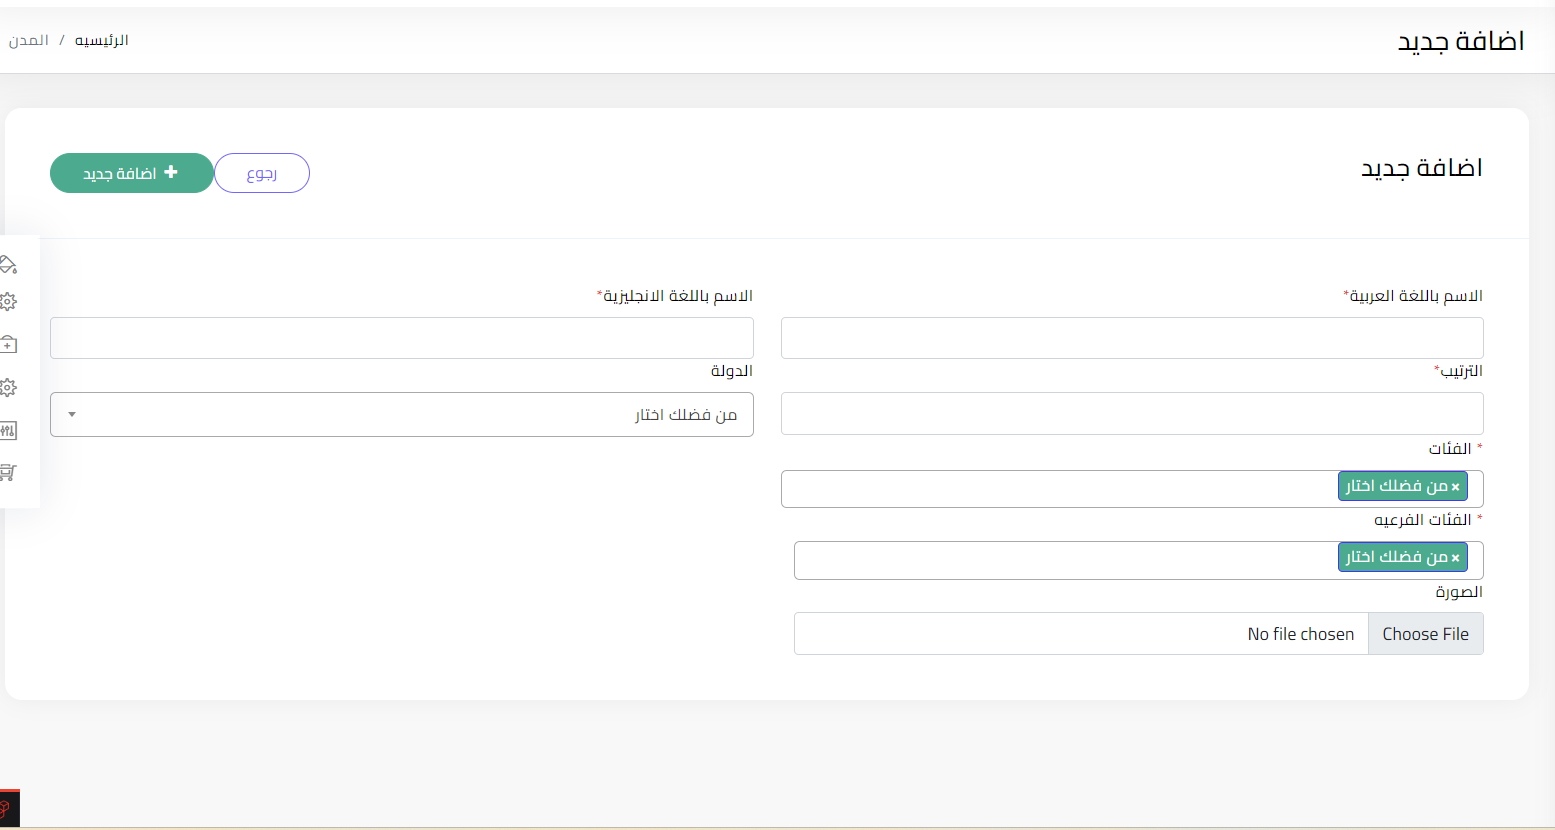 اضافة جديد
الرئيسيه / المدن
اضافة جديد
رجوع
اضافة جديد
الاسم باللغة العربية*
الاسم باللغة الانجليزية*
الترتيب*
الدولة
من فضلك اختار
* الفئات
× من فضلك اختار
* الفئات الفرعيه
× من فضلك اختار
الصورة
Choose File No file chosen